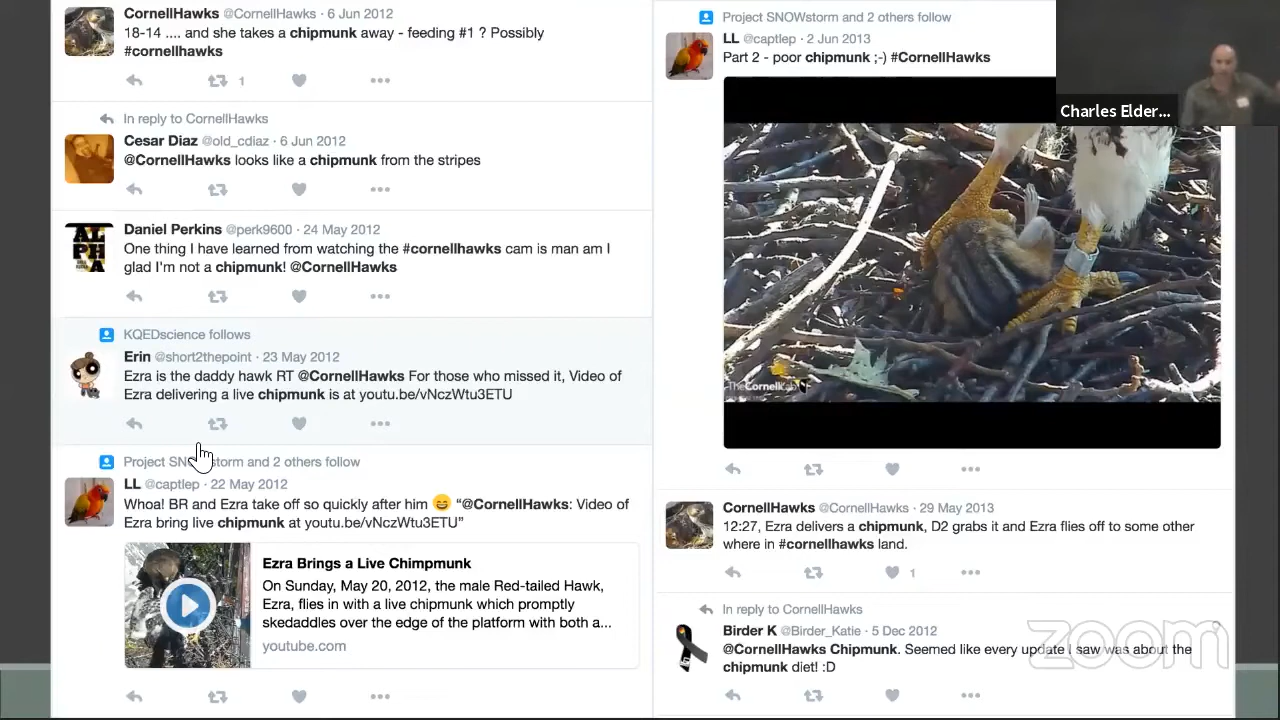 CornellHawks @CornellHawks · 6 Jun 2012
18-14 .... and she takes a chipmunk away - feeding #1 ? Possibly
#cornellhawks
1
In reply to CornellHawks
Cesar Diaz @old_cdiaz · 6 Jun 2012
@CornellHawks looks like a chipmunk from the stripes
ALPHA
Daniel Perkins @perk9600 · 24 May 2012
One thing I have learned from watching the #cornellhawks cam is man am I
glad I'm not a chipmunk! @CornellHawks
KQEDscience follows
Erin @short2thepoint · 23 May 2012
Ezra is the daddy hawk RT @CornellHawks For those who missed it, Video of
Ezra delivering a live chipmunk is at youtu.be/vNczWtu3ETU
Project SNOWstorm and 2 others follow
LL @captlep · 22 May 2012
Whoa! BR and Ezra take off so quickly after him 😄 “@CornellHawks: Video of
Ezra bring live chipmunk at youtu.be/vNczWtu3ETU”
Ezra Brings a Live Chimpmunk
On Sunday, May 20, 2012, the male Red-tailed Hawk,
Ezra, flies in with a live chipmunk which promptly
skedaddles over the edge of the platform with both a...
youtube.com
Project SNOWstorm and 2 others follow
LL @captlep · 2 Jun 2013
Part 2 - poor chipmunk ;-) #CornellHawks
TheCornellLab
CornellHawks @CornellHawks · 29 May 2013
12:27, Ezra delivers a chipmunk, D2 grabs it and Ezra flies off to some other
where in #cornellhawks land.
1
In reply to CornellHawks
Birder K @Birder_Katie · 5 Dec 2012
@CornellHawks Chipmunk. Seemed like every update I saw was about the
chipmunk diet! :D
Charles Elder...
zoom